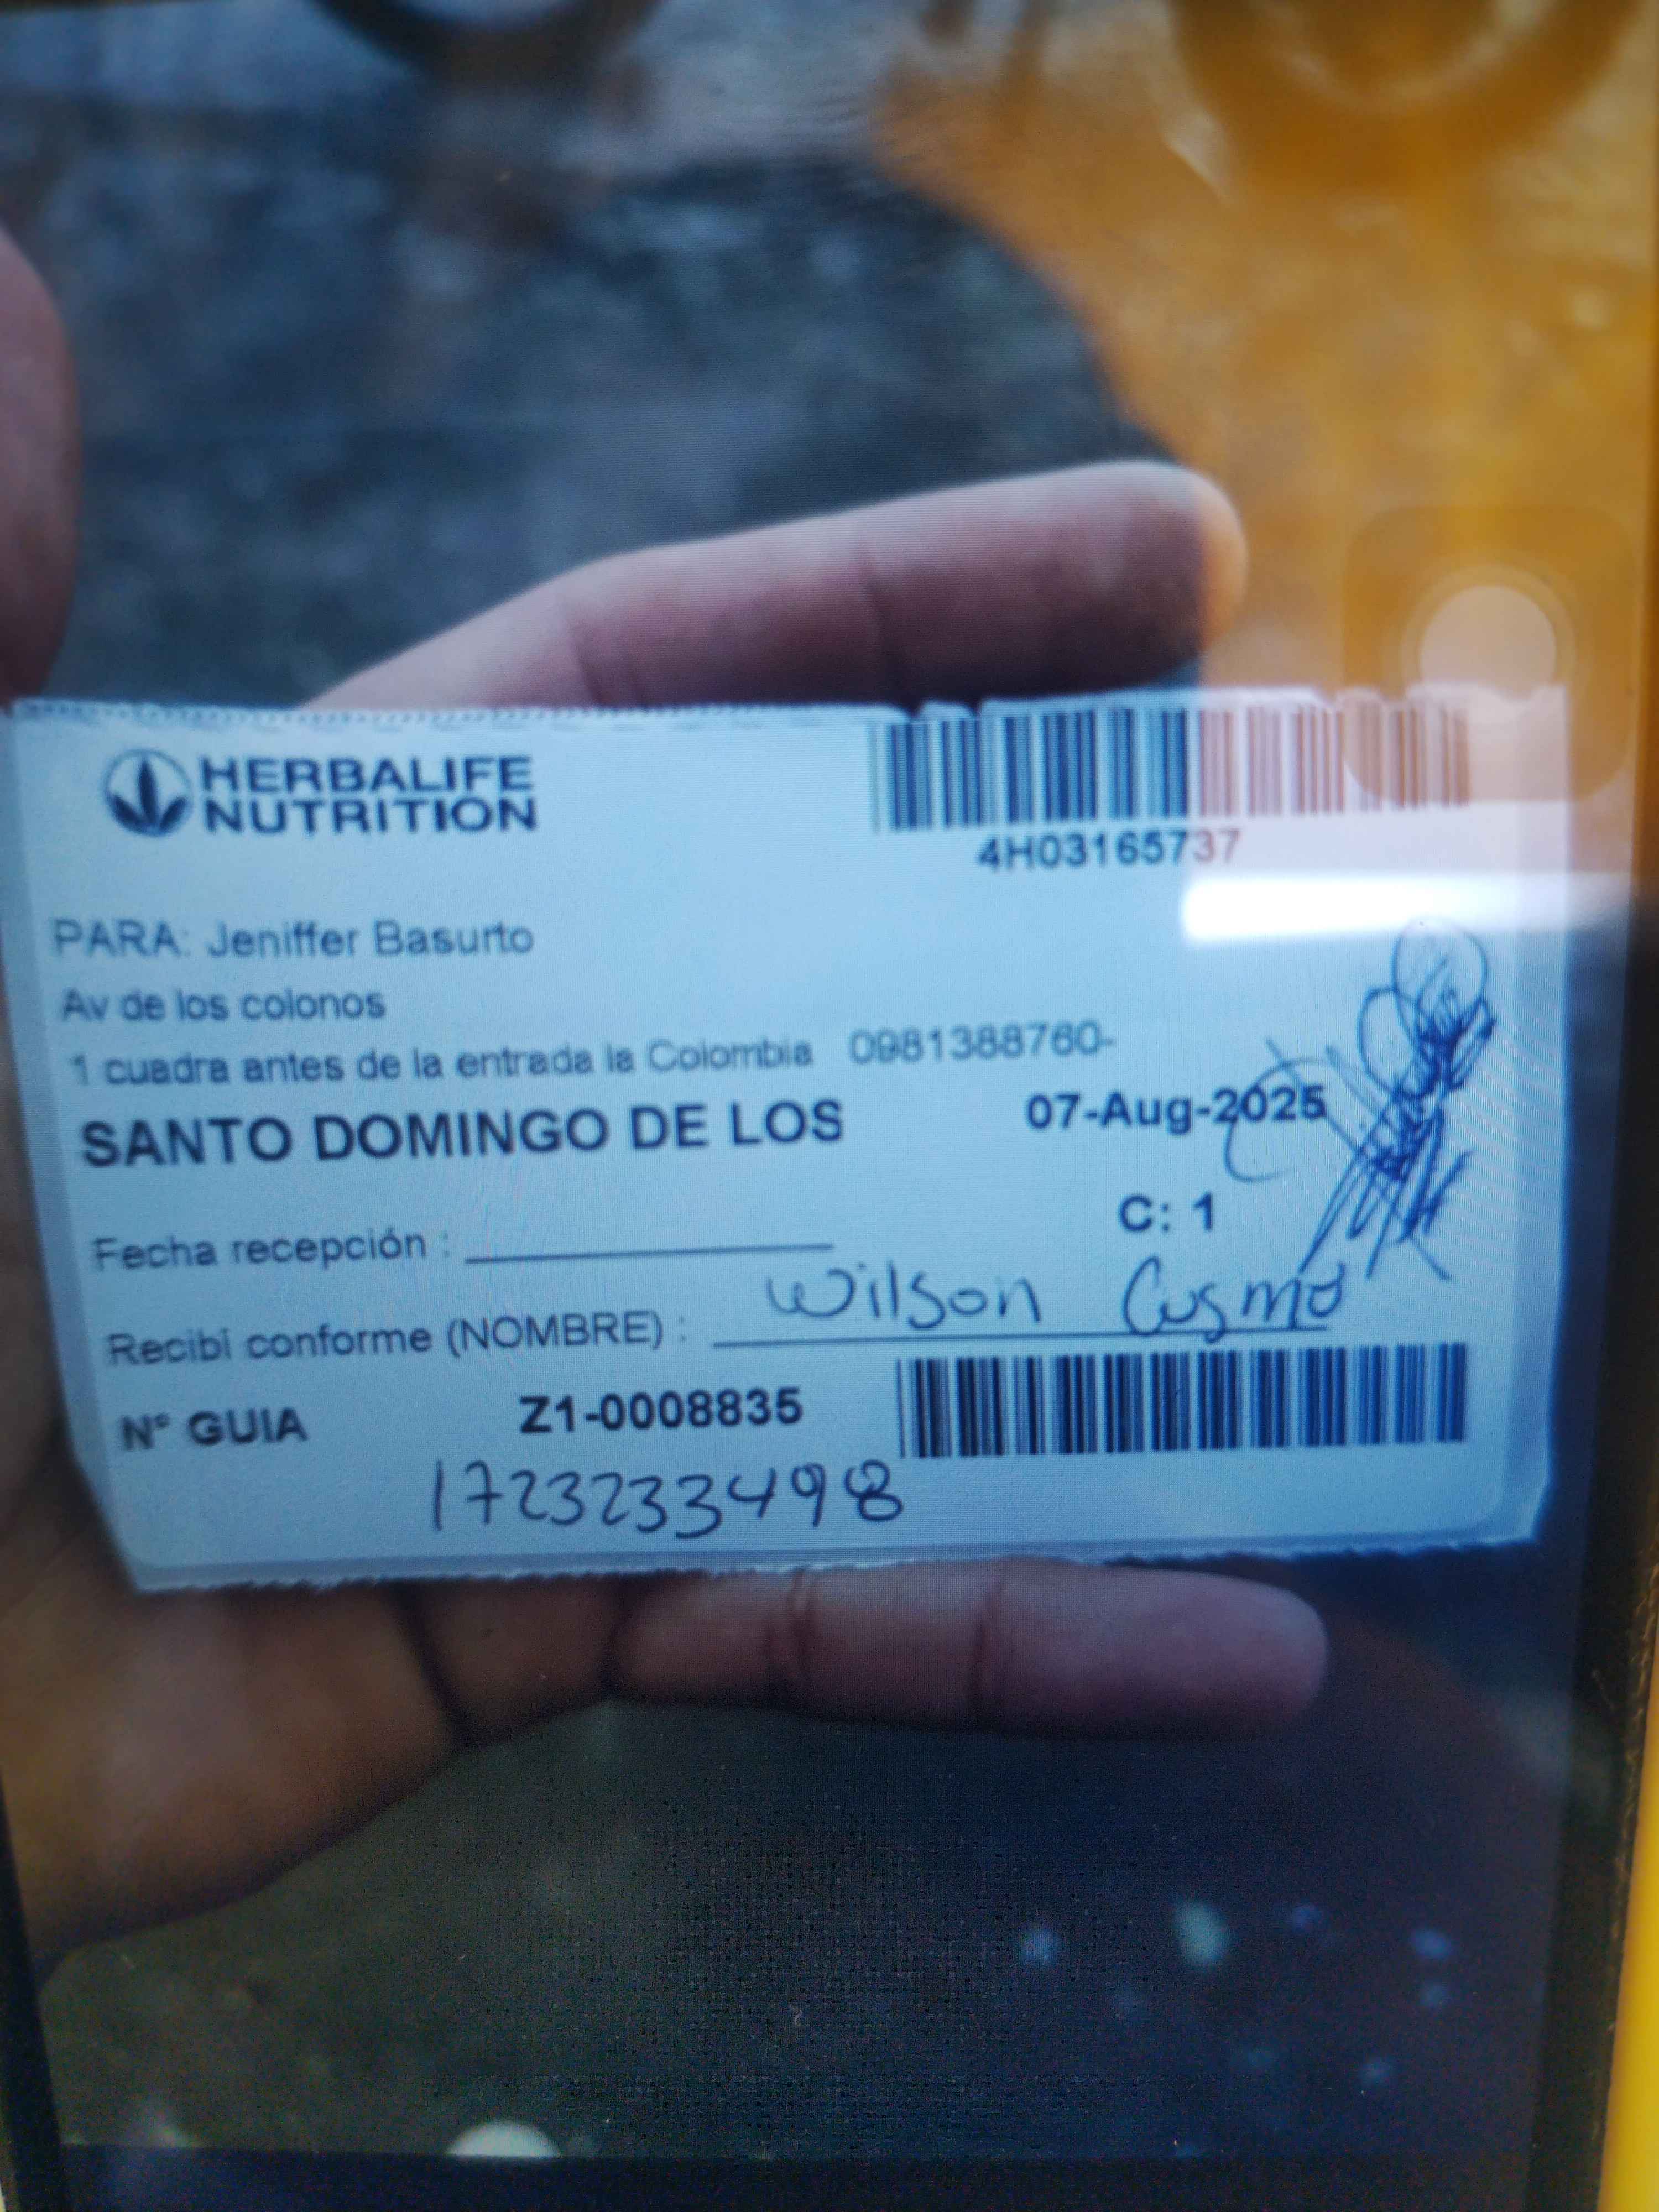 HERBALIFE
NUTRITION
4H03165737
PARA: Jeniffer Basurto
Av de los colonos
1 cuadra antes de la entrada la Colombia 0981388760-
SANTO DOMINGO DE LOS 07-Aug-2025
C: 1
Fecha recepción :
Recibi conforme (NOMBRE) : Wilson Cusmo
N° GUIA Z1-0008835
1723233498